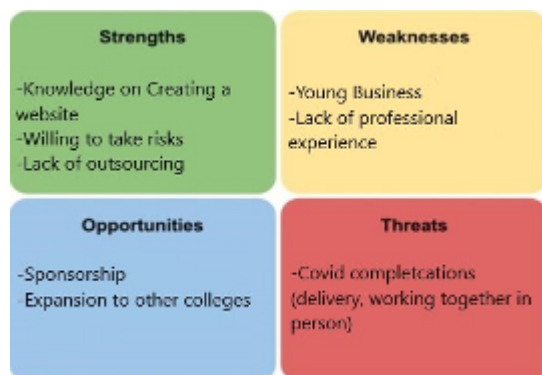 Strengths
-Knowledge on Creating a
website
-Willing to take risks
-Lack of outsourcing
Weaknesses
-Young Business
-Lack of professional
experience
Opportunities
-Sponsorship
-Expansion to other colleges
Threats
-Covid completcations
(delivery, working together in
person)